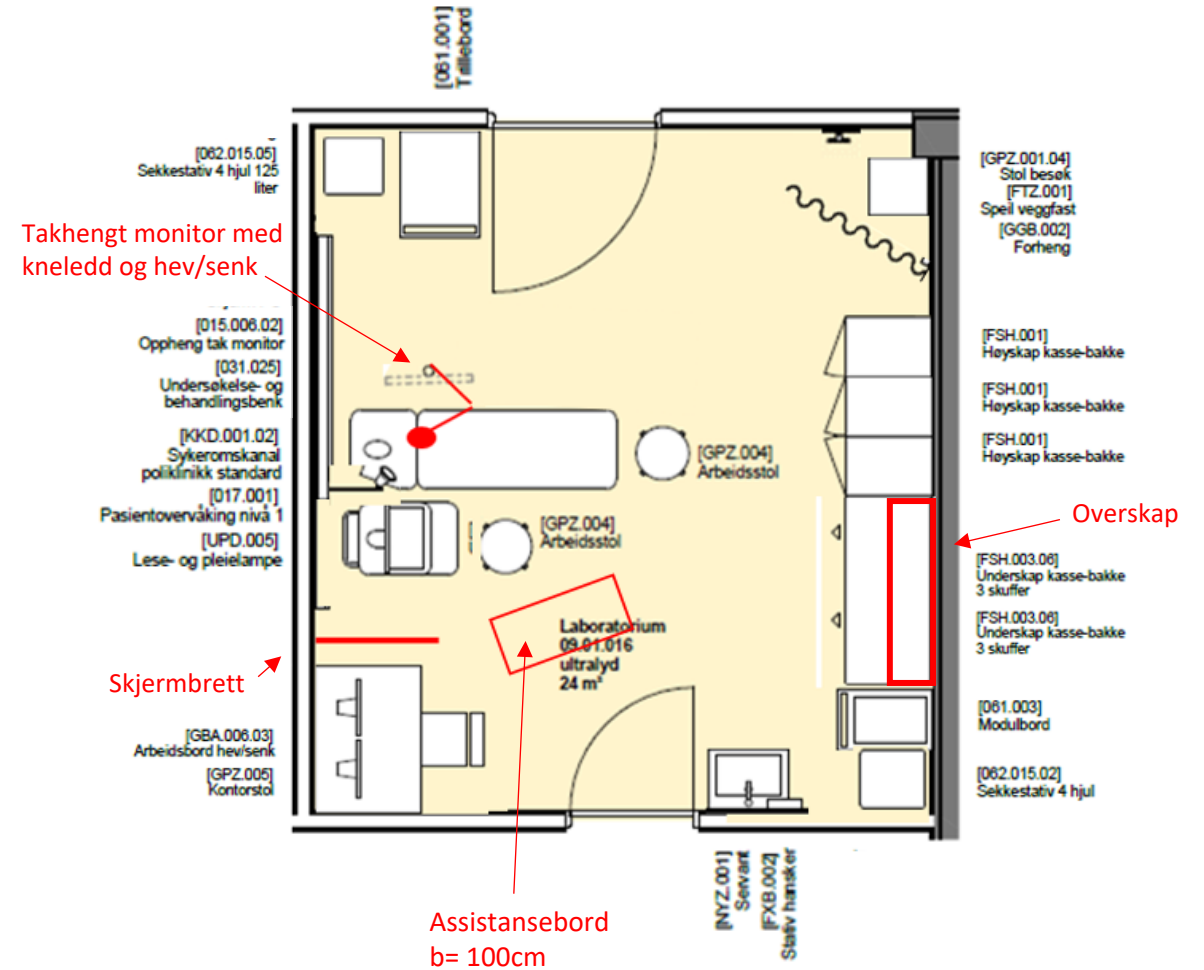 [061.001]
Trillebord
[062.015.05]
Sekkestativ 4 hjul 125
liter
Takhengt monitor med
kneledd og hev/senk
[015.006.02]
Oppheng tak monitor
[031.025]
Undersøkelse- og
behandlingsbenk
[KKD.001.02]
Sykeromskanal
poliklinikk standard
[017.001]
Pasientovervåking nivå 1
[UPD.005]
Lese- og pleielampe
Skjermbrett
[GBA.006.03]
Arbeidsbord hev/senk
[GPZ.005]
Kontorstol
[GPZ.004]
Arbeidsstol
[GPZ.004]
Arbeidsstol
Laboratorium
09.01.016
ultralyd
24 m²
[GPZ.001.04]
Stol besøk
[FTZ.001]
Speil veggfast
[GGB.002]
Forheng
[FSH.001]
Høyskap kasse-bakke
[FSH.001]
Høyskap kasse-bakke
[FSH.001]
Høyskap kasse-bakke
Overskap
[FSH.003.06]
Underskap kasse-bakke
3 skuffer
[FSH.003.06]
Underskap kasse-bakke
3 skuffer
[061.003]
Modulbord
[062.015.02]
Sekkestativ 4 hjul
[NYZ.001]
Servant
[FXB.002]
Stativ hansker
Assistansebord
b= 100cm